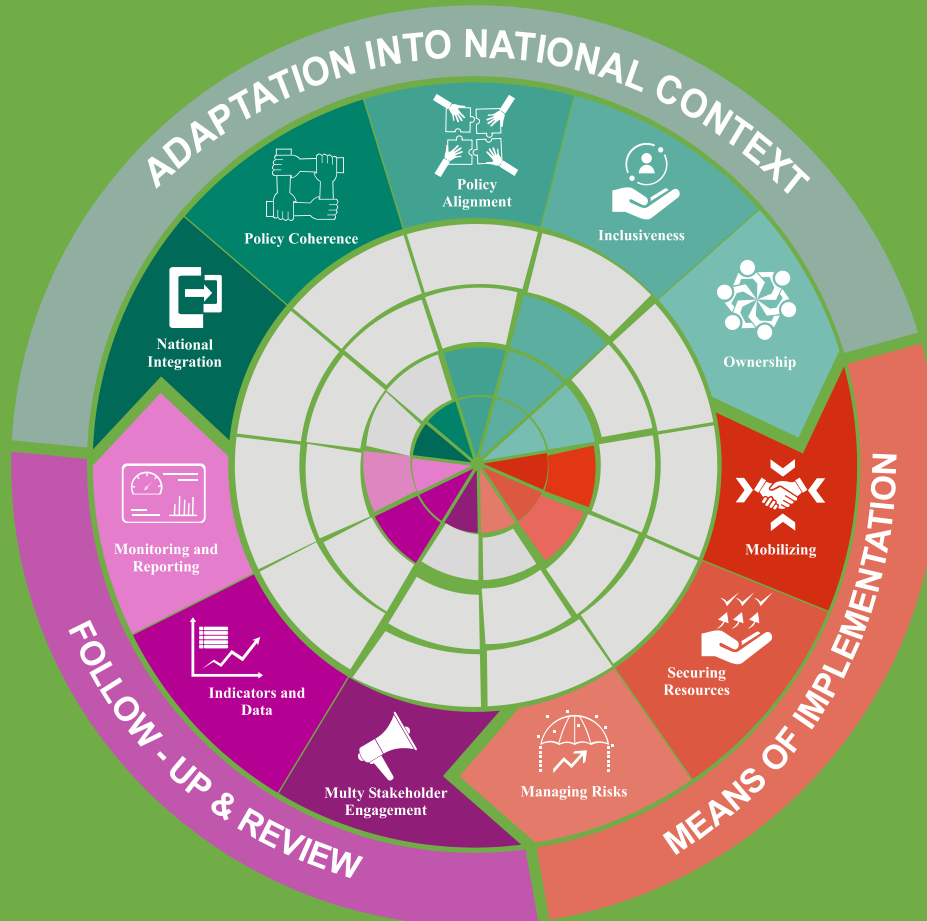 ADAPTATION INTO NATIONAL CONTEXT
Policy
Alignment
Policy Coherence
Inclusiveness
National
Integration
Ownership
Monitoring and
Reporting
Mobilizing
Indicators and
Data
Securing
Resources
Multy Stakeholder
Engagement
Managing Risks
FOLLOW - UP & REVIEW
MEANS OF IMPLEMENTATION